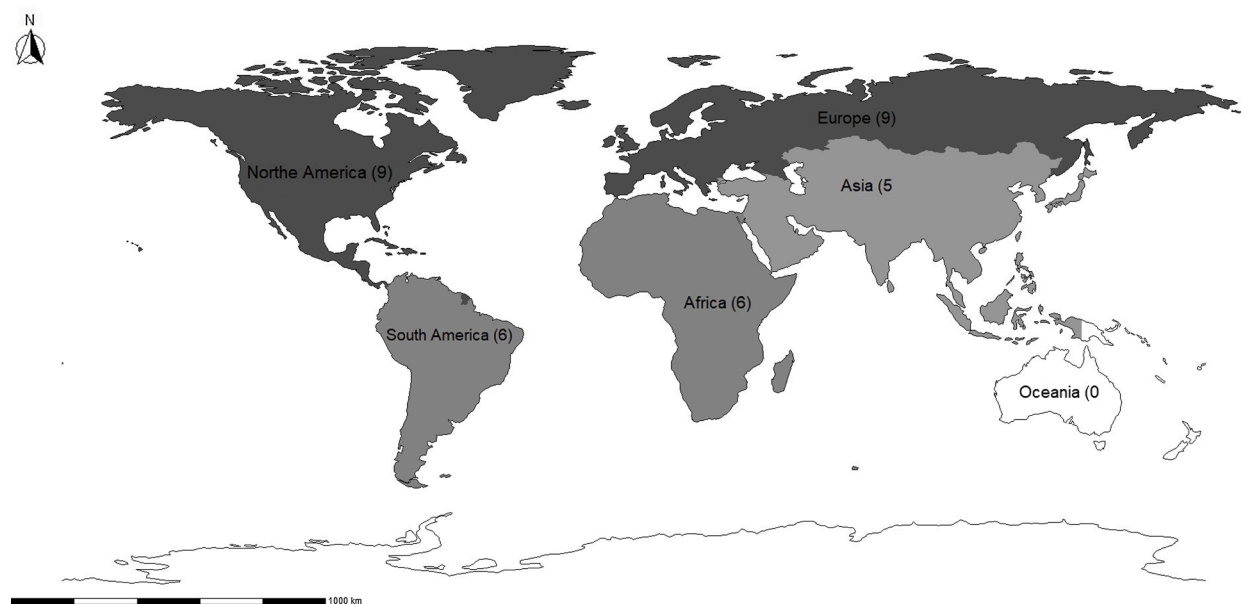 N
Europe (9)
Northe America (9)
Asia (5
Africa (6)
South America (6)
Oceania (0
1000 km